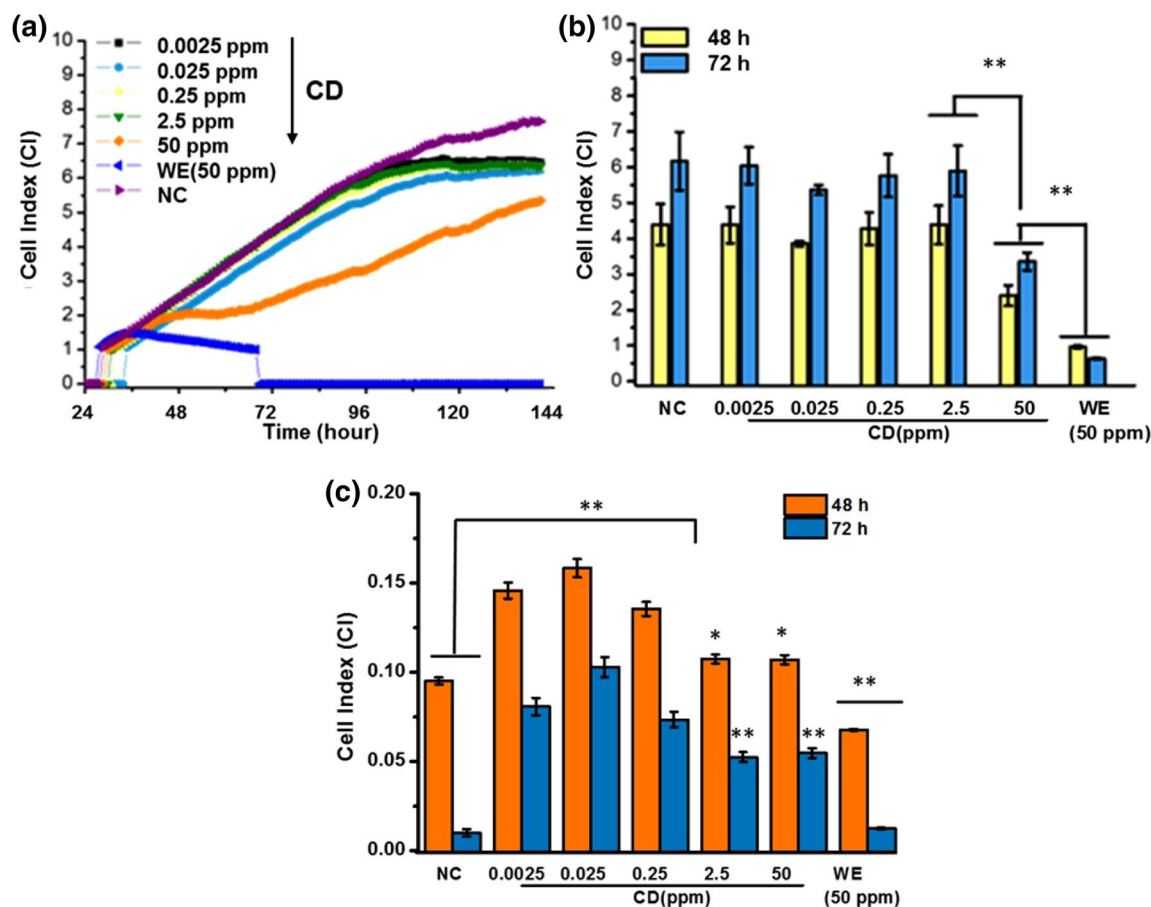 (a)
10
9
8
7
6
5
4
3
2
1
0
Cell Index (CI)
0.0025 ppm
0.025 ppm
0.25 ppm
2.5 ppm
50 ppm
WE(50 ppm)
NC
CD
24 48 72 96 120 144
Time (hour)
(b)
10
9
8
7
6
5
4
3
2
1
0
Cell Index (CI)
48 h
72 h
**
**
NC 0.0025 0.025 0.25 2.5 50 WE
CD(ppm) (50 ppm)
(c)
0.20
0.15
0.10
0.05
0.00
Cell Index (CI)
48 h
72 h
**
* * **
** **
NC 0.0025 0.025 0.25 2.5 50 WE
CD(ppm) (50 ppm)